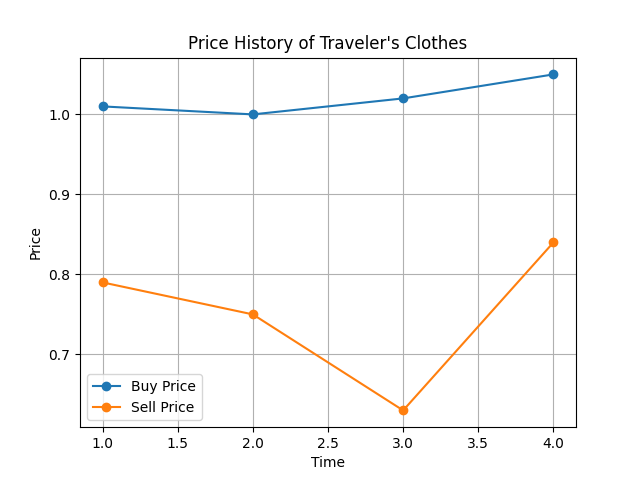 Price History of Traveler's Clothes
Price
1.0
0.9
0.8
0.7
Buy Price
Sell Price
1.0 1.5 2.0 2.5 3.0 3.5 4.0
Time